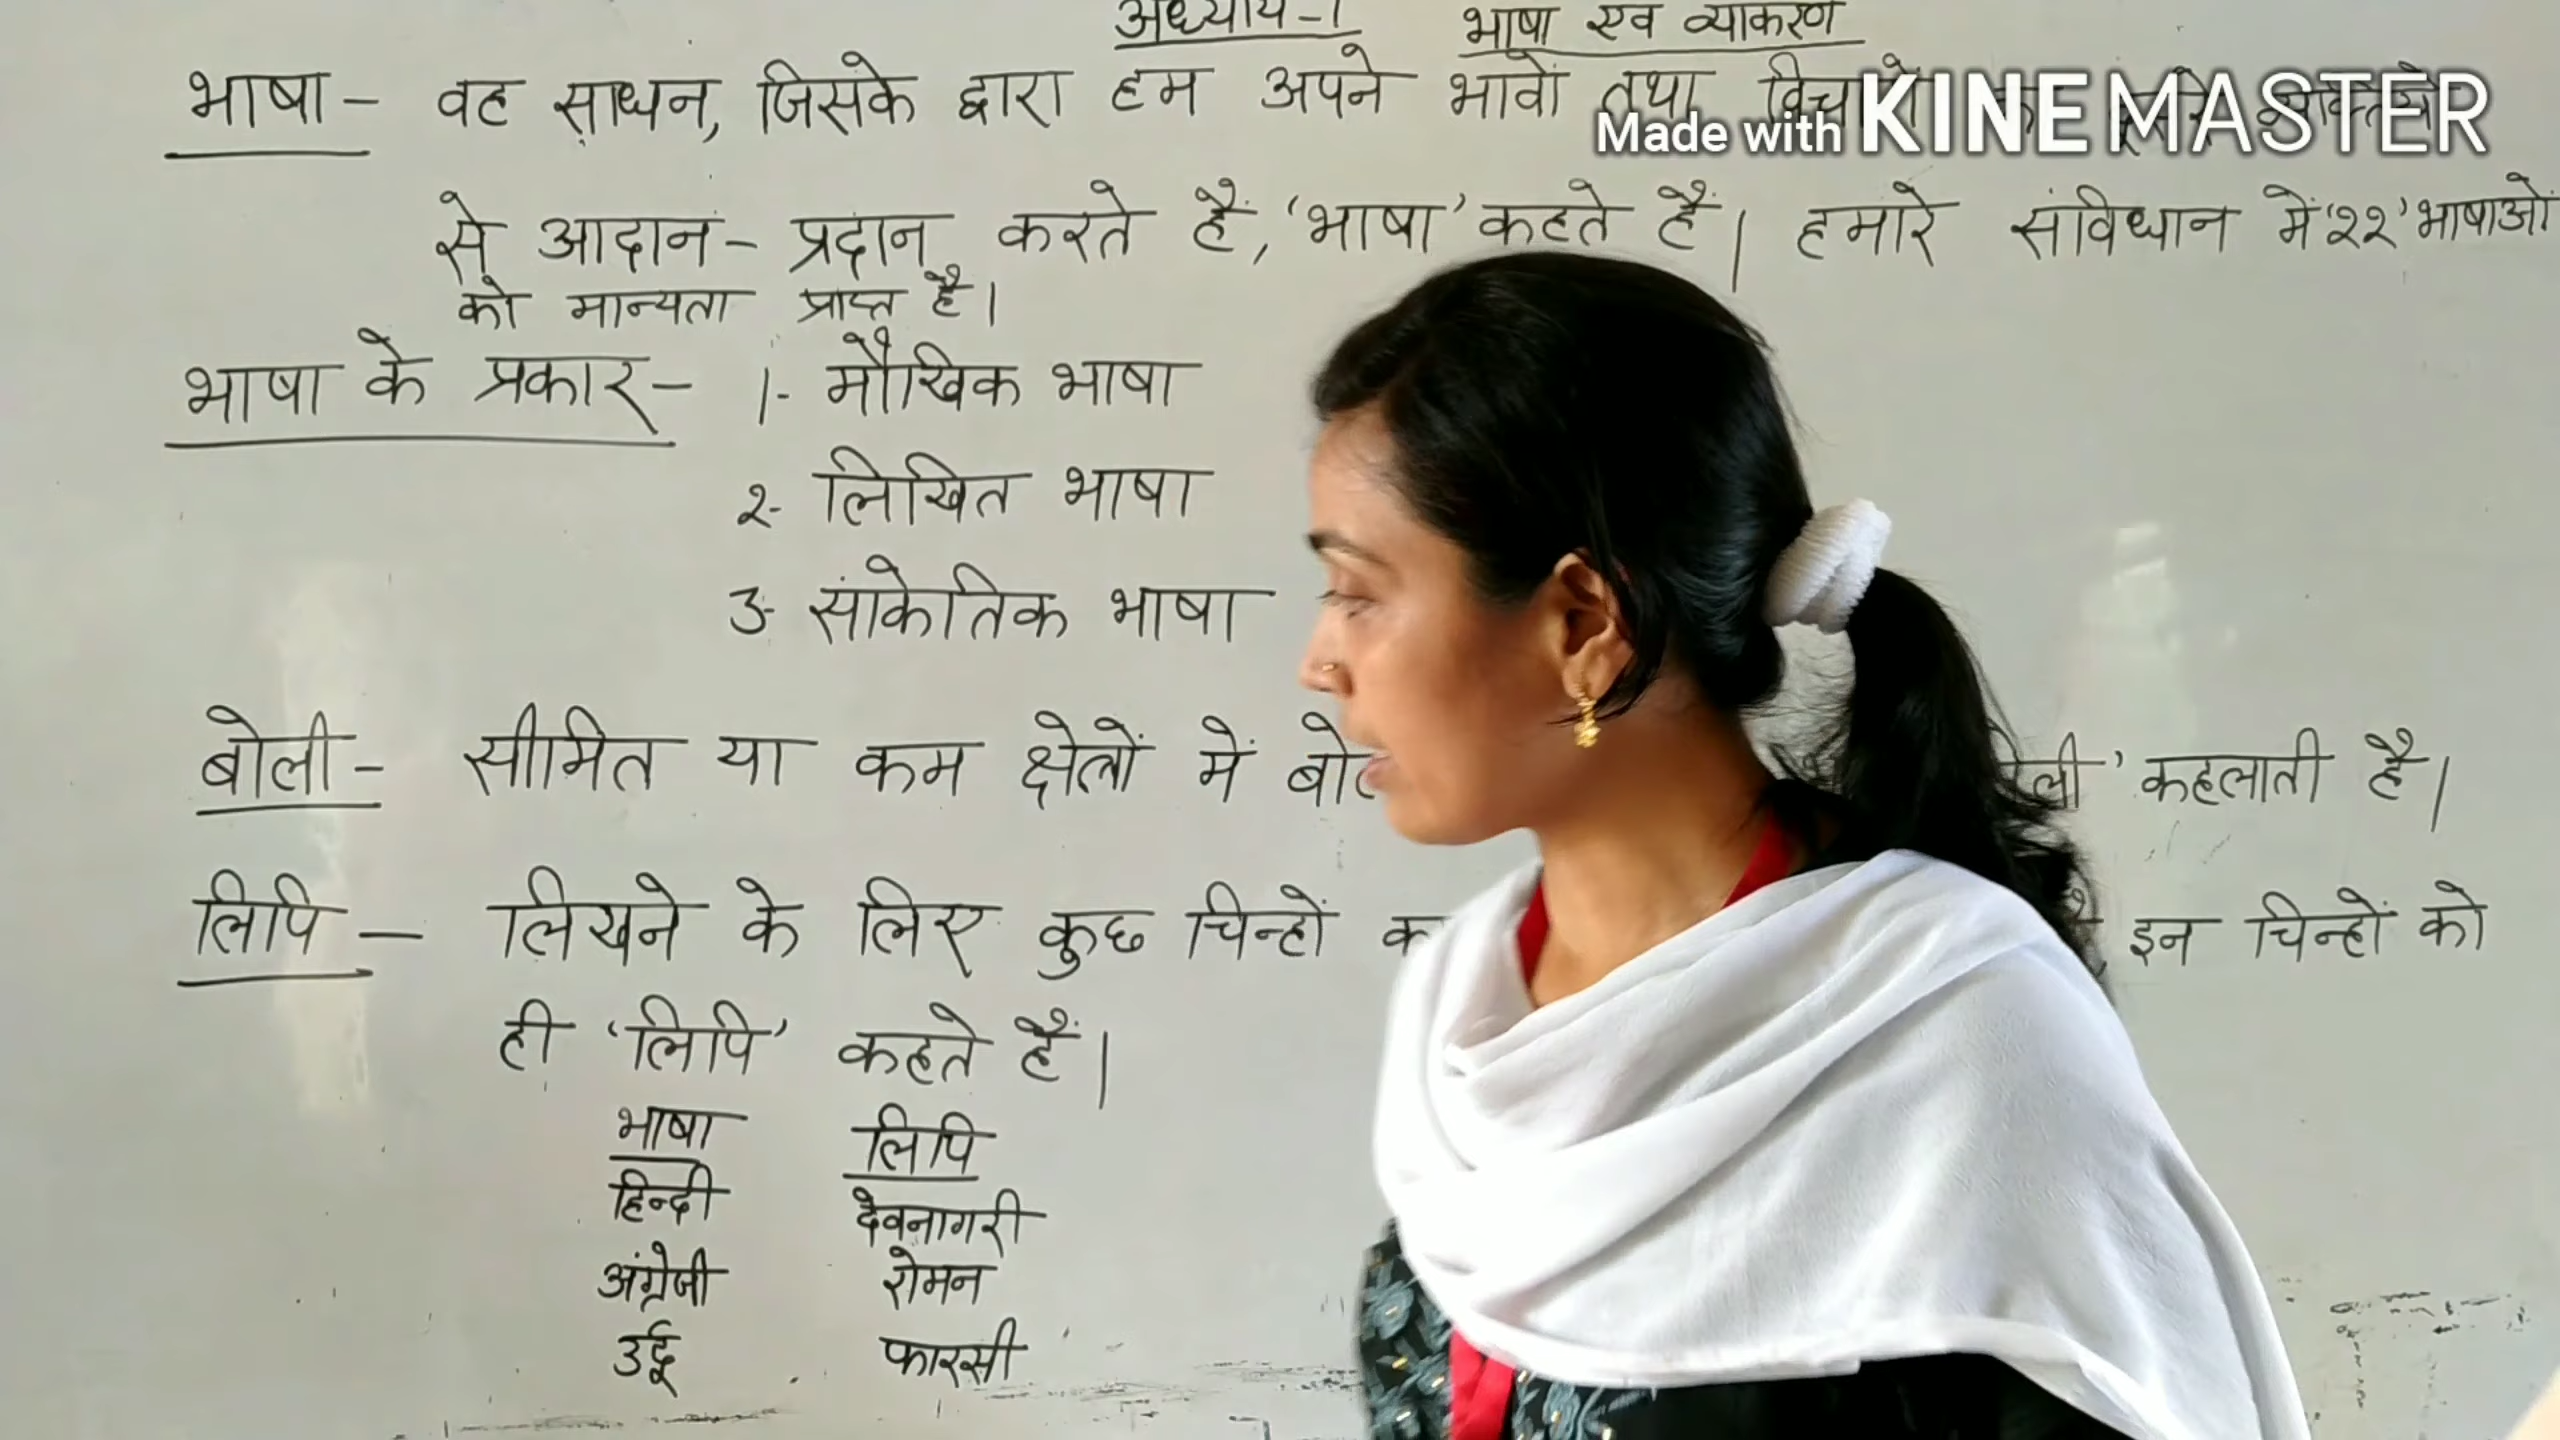 अध्याय-1 भाषा एव व्याकरण
भाषा - वह साधन, जिसके द्वारा हम अपने भावों तथा
Made with KINEMASTER
से आदान - प्रदान करते हैं, 'भाषा' कहते हैं। हमारे संविधान में '२२' भाषाओं
को मान्यता प्राप्त है।
भाषा के प्रकार - 1- मौखिक भाषा
२- लिखित भाषा
3- सांकेतिक भाषा
बोली - सीमित या कम क्षेत्रों में कहलाती है।
लिपि - लिखने के लिए कुछ चिन्हों इन चिन्हों को
ही 'लिपि' कहते हैं।
भाषा लिपि
हिन्दी देवनागरी
अंग्रेजी रोमन
उर्दू फारसी